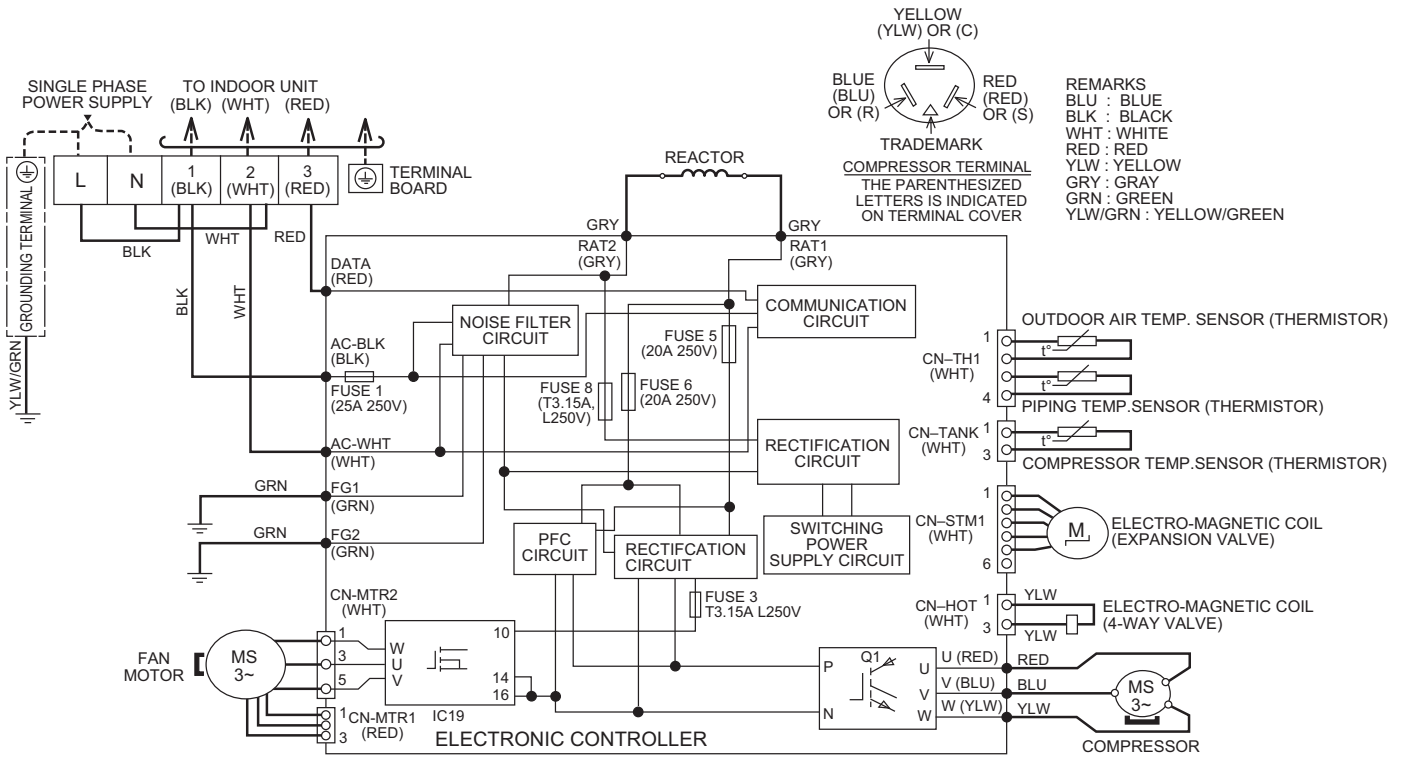 YELLOW
(YLW) OR (C)
BLUE
(BLU)
OR (R)
RED
(RED)
OR (S)
TRADEMARK
COMPRESSOR TERMINAL
THE PARENTHESIZED
LETTERS IS INDICATED
ON TERMINAL COVER
REMARKS
BLU : BLUE
BLK : BLACK
WHT : WHITE
RED : RED
YLW : YELLOW
GRY : GRAY
GRN : GREEN
YLW/GRN : YELLOW/GREEN
SINGLE PHASE
POWER SUPPLY
TO INDOOR UNIT
(BLK) (WHT) (RED)
L
N
1
(BLK)
2
(WHT)
3
(RED)
TERMINAL
BOARD
GROUNDING TERMINAL
YLW/GRN
BLK
WHT
RED
BLK
WHT
REACTOR
GRY
GRY
RAT2
(GRY)
RAT1
(GRY)
DATA
(RED)
NOISE FILTER
CIRCUIT
COMMUNICATION
CIRCUIT
FUSE 5
(20A 250V)
AC-BLK
(BLK)
FUSE 1
(25A 250V)
FUSE 8
(T3.15A,
L250V)
FUSE 6
(20A 250V)
AC-WHT
(WHT)
RECTIFICATION
CIRCUIT
GRN
FG1
(GRN)
GRN
FG2
(GRN)
PFC
CIRCUIT
RECTIFCATION
CIRCUIT
SWITCHING
POWER
SUPPLY CIRCUIT
FUSE 3
T3.15A L250V
CN-MTR2
(WHT)
FAN
MOTOR
MS
3~
1
3
5
W
U
V
10
14
16
IC19
1
3
CN-MTR1
(RED)
ELECTRONIC CONTROLLER
P
N
Q1
U
V
W
U (RED)
V (BLU)
W (YLW)
RED
BLU
YLW
MS
3~
COMPRESSOR
CN–TH1
(WHT)
1
4
OUTDOOR AIR TEMP. SENSOR (THERMISTOR)
t°
t°
PIPING TEMP.SENSOR (THERMISTOR)
CN–TANK
(WHT)
1
3
t°
COMPRESSOR TEMP.SENSOR (THERMISTOR)
CN–STM1
(WHT)
1
6
M
ELECTRO-MAGNETIC COIL
(EXPANSION VALVE)
CN–HOT
(WHT)
1
3
YLW
YLW
ELECTRO-MAGNETIC COIL
(4-WAY VALVE)